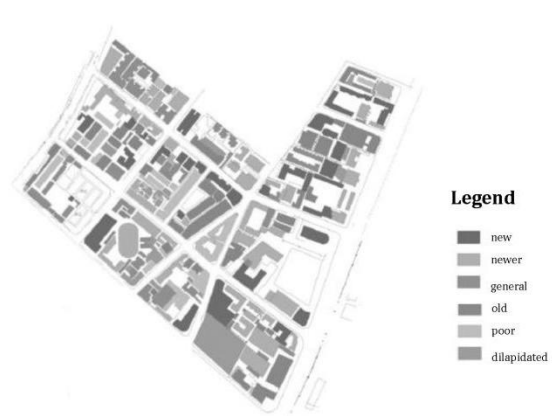 Legend
new
newer
general
old
poor
dilapidated